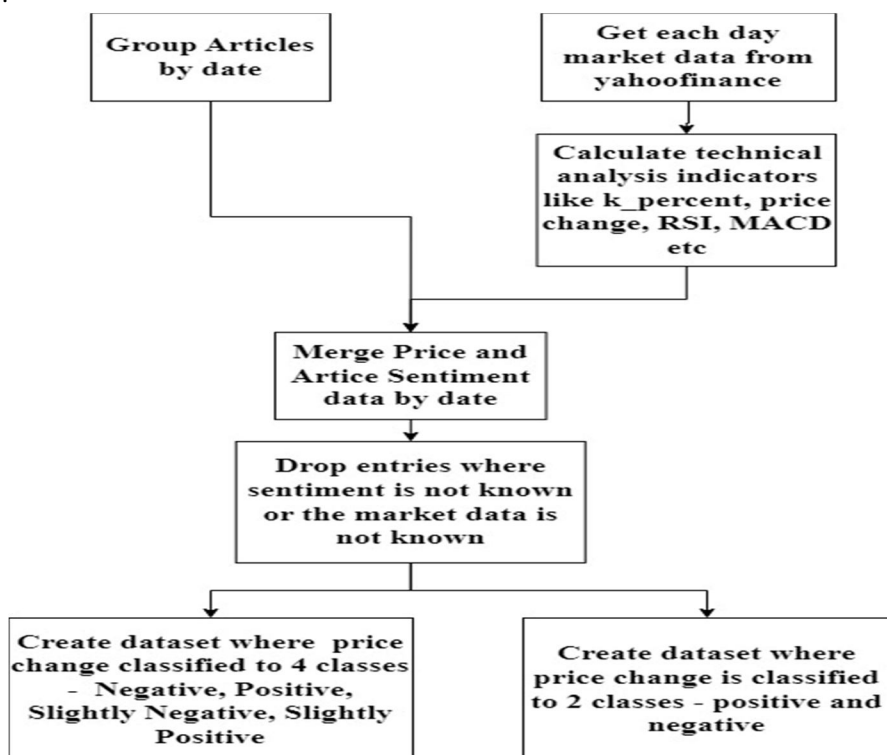 Group Articles
by date
Get each day
market data from
yahoofinance
Calculate technical
analysis indicators
like k_percent, price
change, RSI, MACD
etc
Merge Price and
Artice Sentiment
data by date
Drop entries where
sentiment is not known
or the market data is
not known
Create dataset where price
change classified to 4 classes
- Negative, Positive,
Slightly Negative, Slightly
Positive
Create dataset where
price change is classified
to 2 classes - positive and
negative